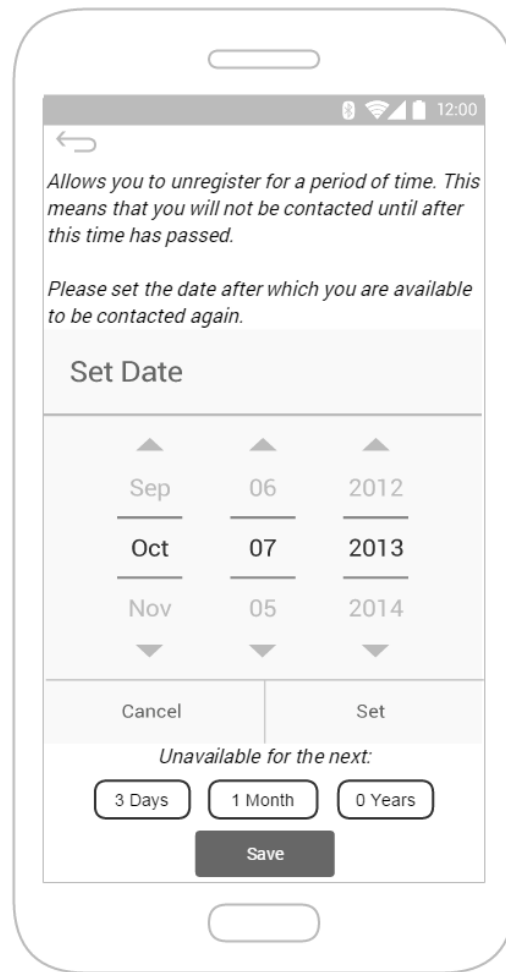 12:00
Allows you to unregister for a period of time. This
means that you will not be contacted until after
this time has passed.
Please set the date after which you are available
to be contacted again.
Set Date
Sep 06 2012
Oct 07 2013
Nov 05 2014
Cancel Set
Unavailable for the next:
3 Days 1 Month 0 Years
Save